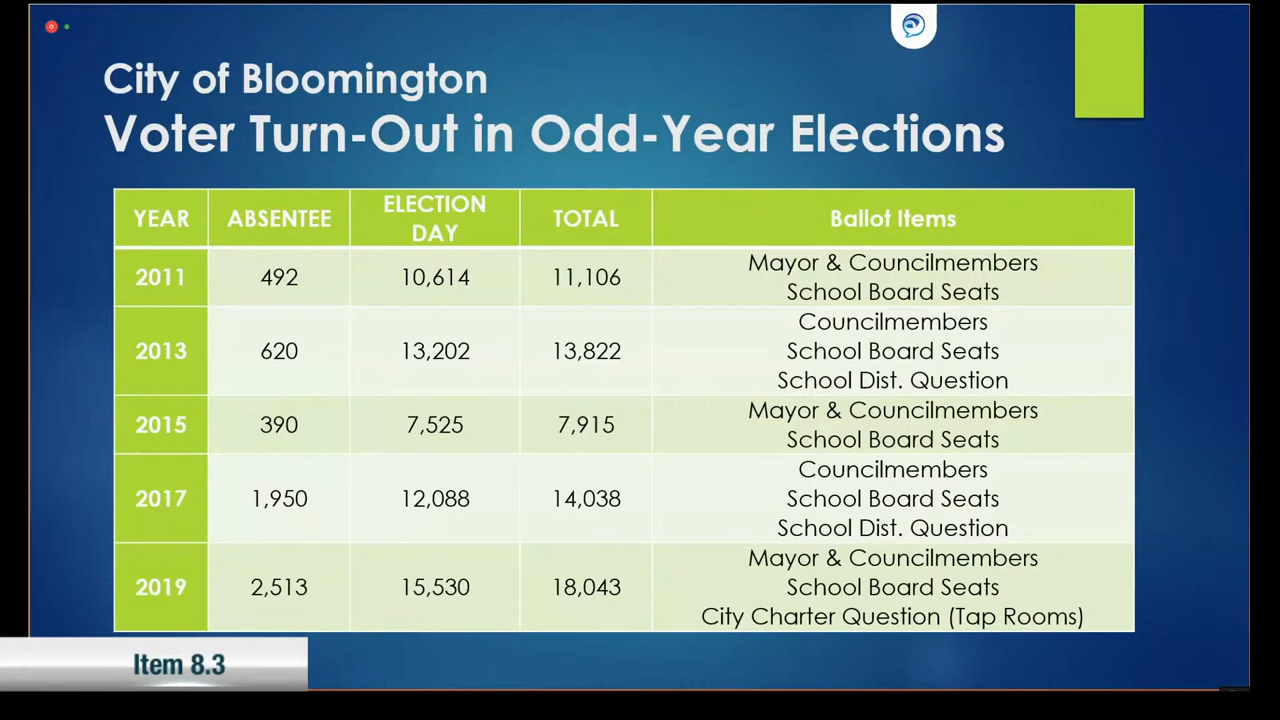 City of Bloomington
Voter Turn-Out in Odd-Year Elections
YEAR ABSENTEE ELECTION DAY TOTAL Ballot Items
2011 492 10,614 11,106 Mayor & Councilmembers
School Board Seats
2013 620 13,202 13,822 Councilmembers
School Board Seats
School Dist. Question
2015 390 7,525 7,915 Mayor & Councilmembers
School Board Seats
2017 1,950 12,088 14,038 Councilmembers
School Board Seats
School Dist. Question
2019 2,513 15,530 18,043 Mayor & Councilmembers
School Board Seats
City Charter Question (Tap Rooms)
Item 8.3